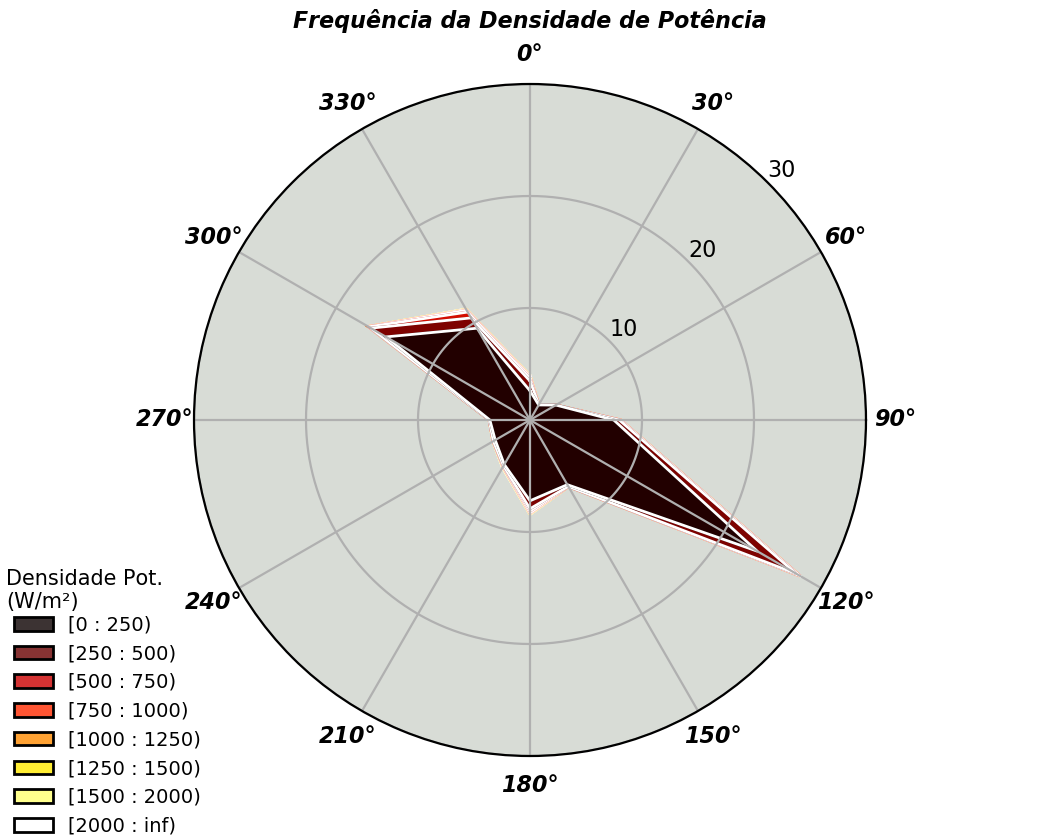 Frequência da Densidade de Potência
0°
330°
30°
30
300°
60°
20
10
270°
90°
240°
120°
210°
150°
180°
Densidade Pot.
(W/m²)
[0 : 250)
[250 : 500)
[500 : 750)
[750 : 1000)
[1000 : 1250)
[1250 : 1500)
[1500 : 2000)
[2000 : inf)